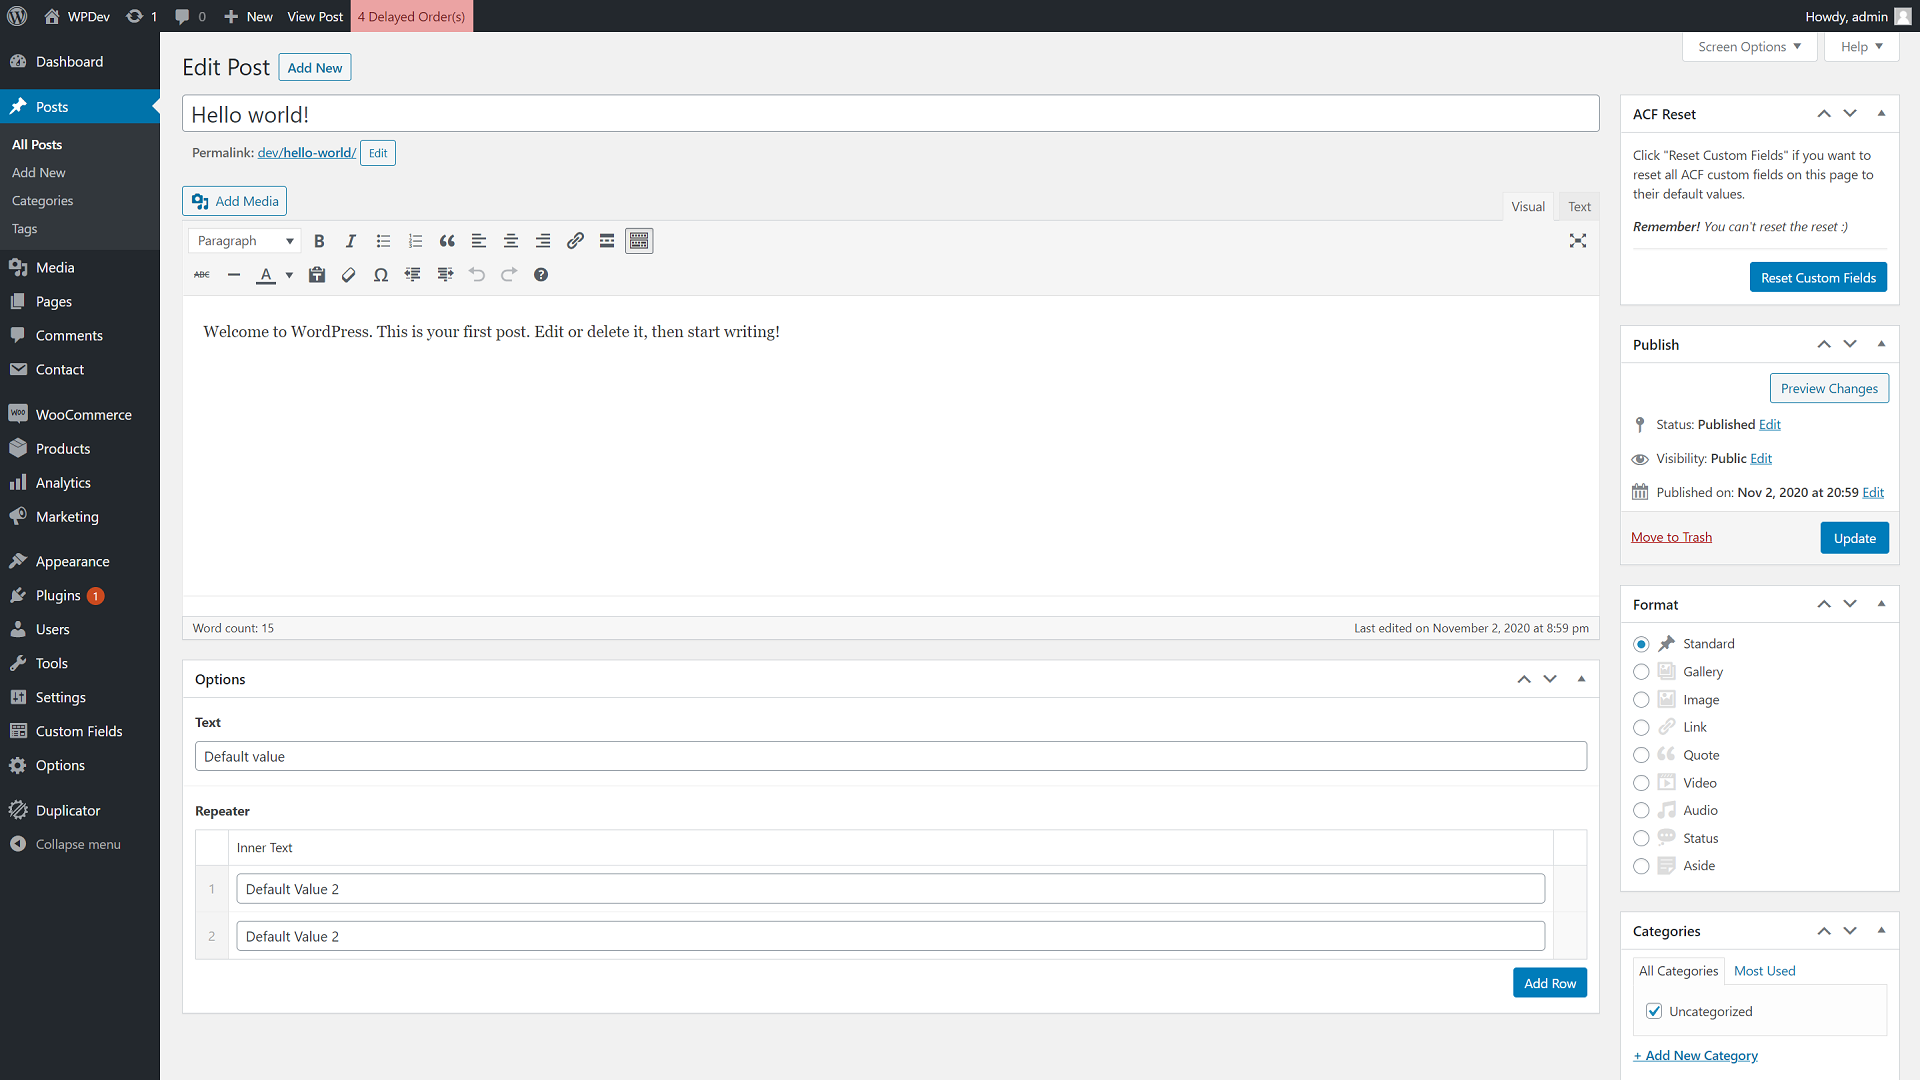 WPDev 1 0 New View Post 4 Delayed Order(s) Howdy, admin
Screen Options Help
Dashboard
Posts
All Posts
Add New
Categories
Tags
Media
Pages
Comments
Contact
WooCommerce
Products
Analytics
Marketing
Appearance
Plugins 1
Users
Tools
Settings
Custom Fields
Options
Duplicator
Collapse menu
Edit Post Add New
Hello world!
Permalink: dev/hello-world/ Edit
Add Media
Visual Text
Paragraph
ABC
Welcome to WordPress. This is your first post. Edit or delete it, then start writing!
Word count: 15 Last edited on November 2, 2020 at 8:59 pm
Options
Text
Default value
Repeater
Inner Text
1 Default Value 2
2 Default Value 2
Add Row
ACF Reset
Click "Reset Custom Fields" if you want to
reset all ACF custom fields on this page to
their default values.
Remember! You can't reset the reset :)
Reset Custom Fields
Publish
Preview Changes
Status: Published Edit
Visibility: Public Edit
Published on: Nov 2, 2020 at 20:59 Edit
Move to Trash Update
Format
Standard
Gallery
Image
Link
Quote
Video
Audio
Status
Aside
Categories
All Categories Most Used
Uncategorized
+ Add New Category